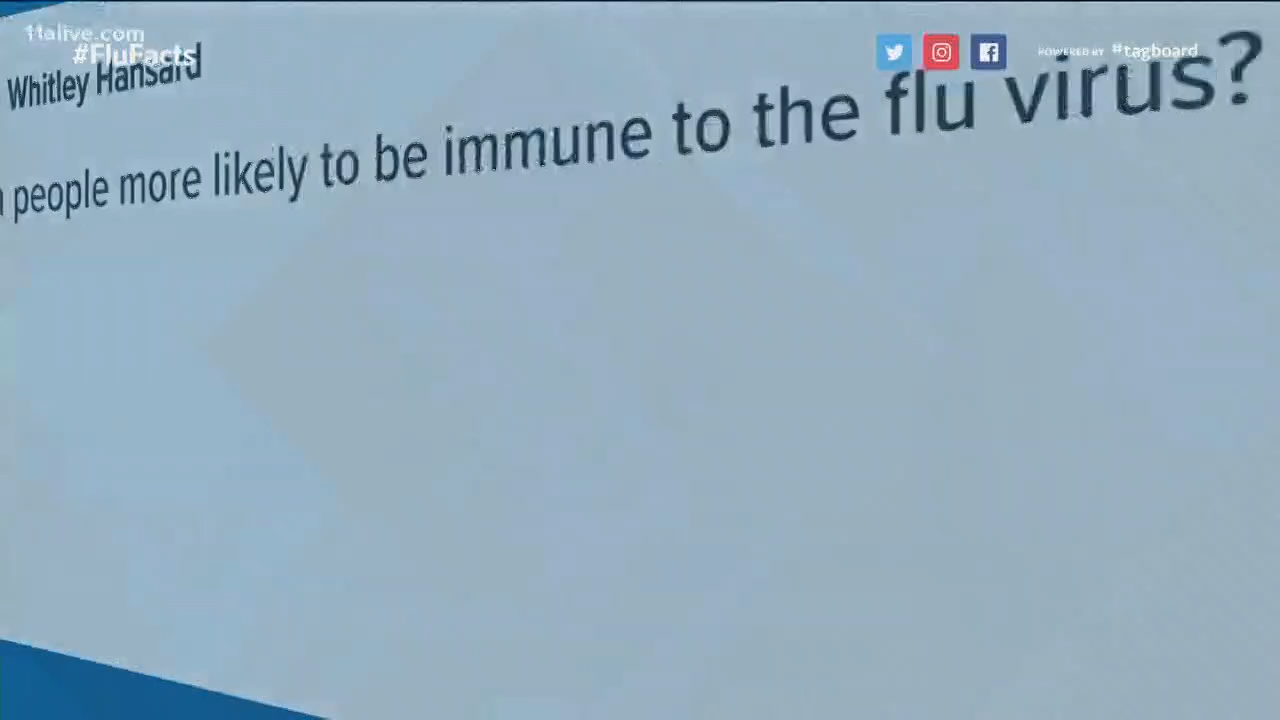 11alive.com
#FluFacts
POWERED BY #tagboard
Whitley Hansard
people more likely to be immune to the flu virus?